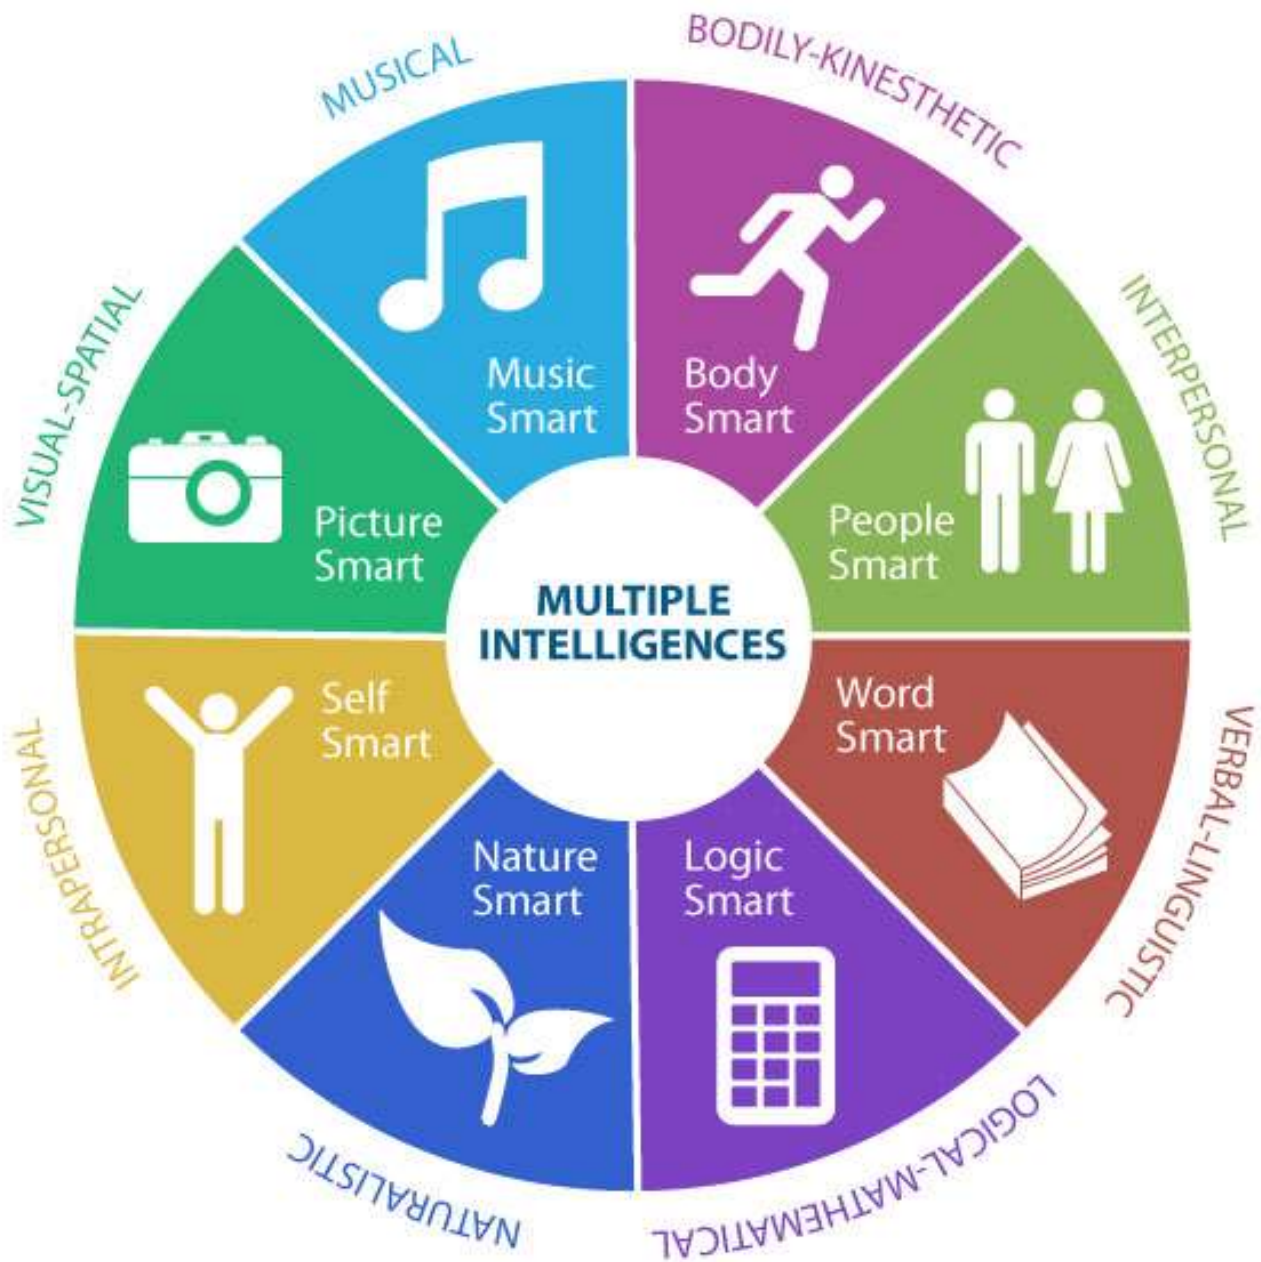 MUSICAL
BODILY-KINESTHETIC
INTERPERSONAL
VERBAL-LINGUISTIC
LOGICAL-MATHEMATICAL
NATURALISTIC
INTRAPERSONAL
VISUAL-SPATIAL
Music
Smart
Body
Smart
People
Smart
Word
Smart
Logic
Smart
Nature
Smart
Self
Smart
Picture
Smart
MULTIPLE
INTELLIGENCES